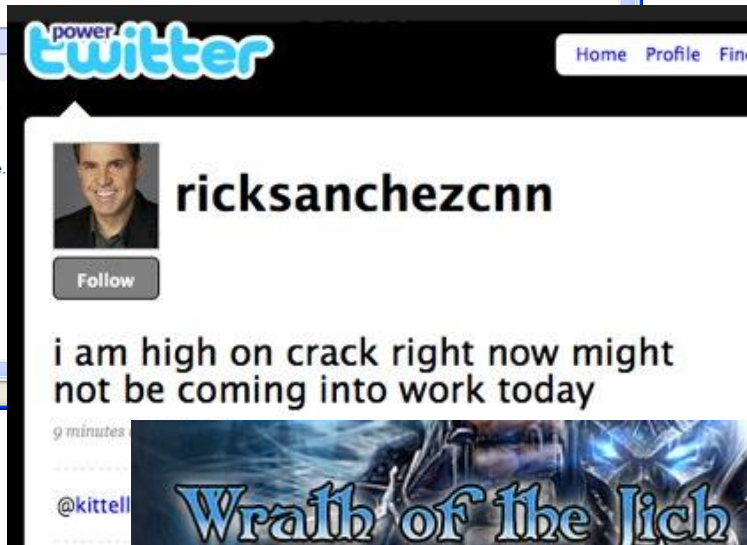 power
twitter
Home Profile Find
ricksanchezcnn
Follow
i am high on crack right now might
not be coming into work today
9 minutes
@kittell
Wrath of the Lich